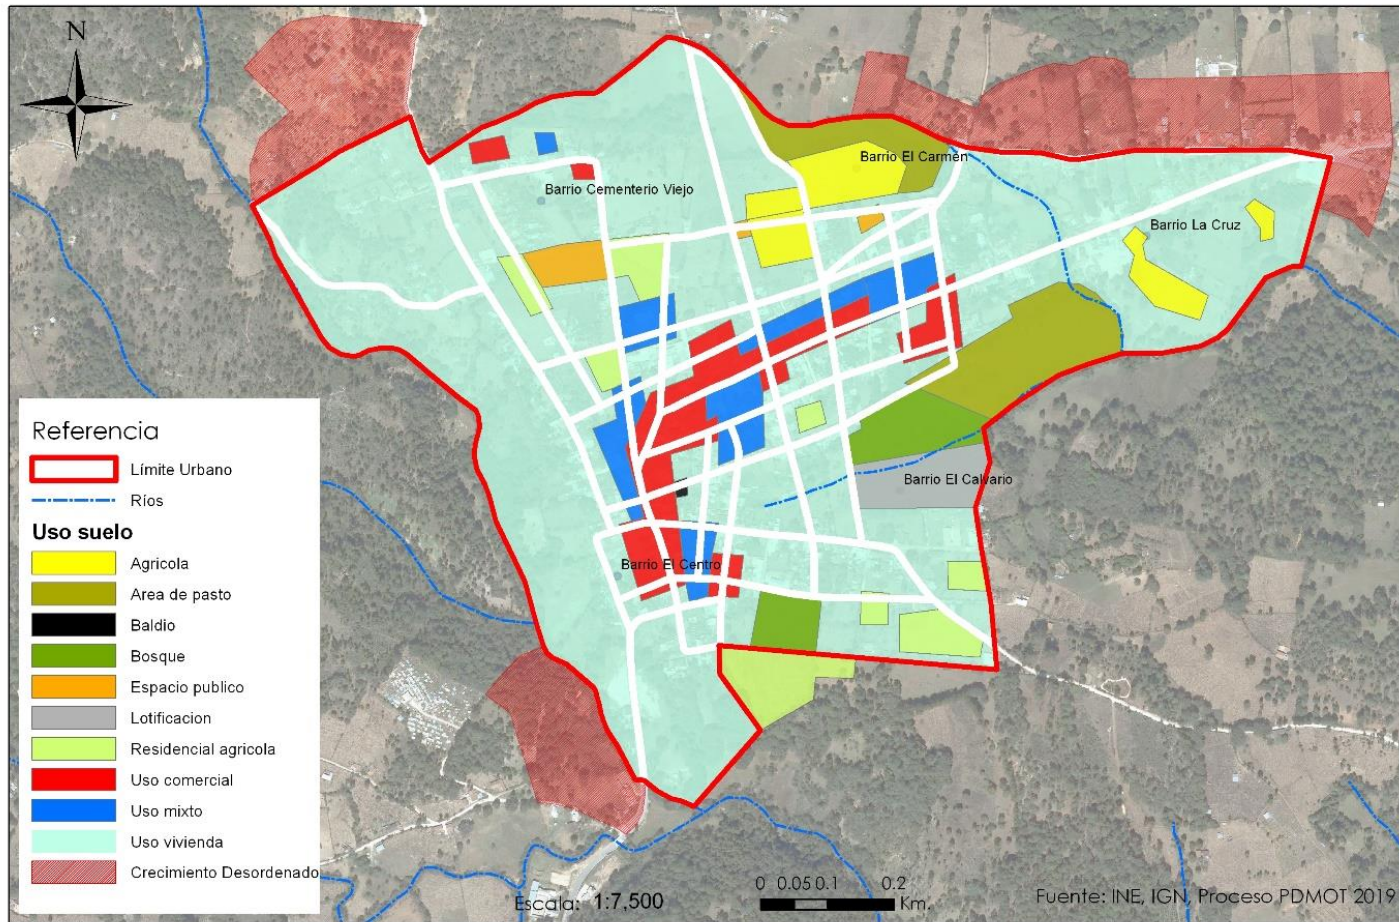 N
Barrio El Carmén
Barrio Cementerio Viejo
Barrio La Cruz
Barrio El Calvario
Barrio El Centro
Referencia
Límite Urbano
Ríos
Uso suelo
Agricola
Area de pasto
Baldio
Bosque
Espacio publico
Lotificacion
Residencial agricola
Uso comercial
Uso mixto
Uso vivienda
Crecimiento Desordenado
Escala: 1:7,500
0 0.05 0.1 0.2
Km.
Fuente: INE, IGN, Proceso PDMOT 2019